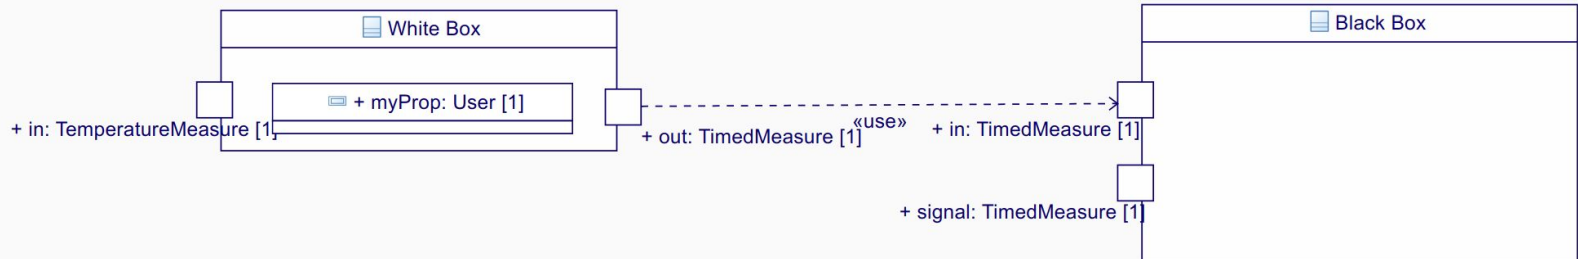 White Box
+ myProp: User [1]
+ in: TemperatureMeasure [1]
+ out: TimedMeasure [1]
«use»
+ in: TimedMeasure [1]
Black Box
+ signal: TimedMeasure [1]